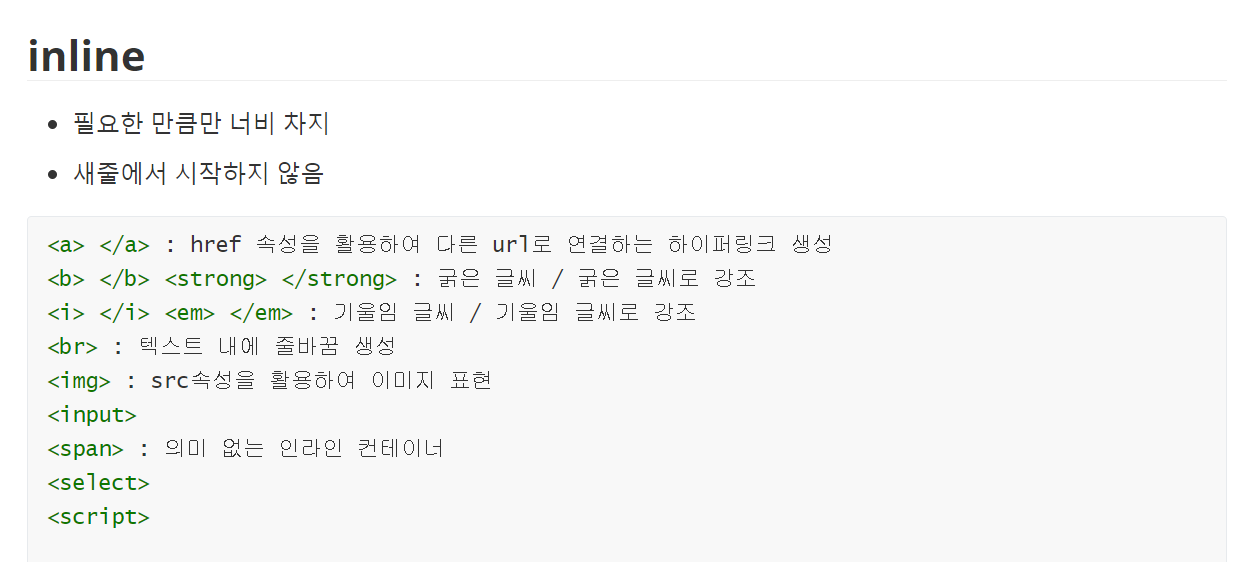 inline
필요한 만큼만 너비 차지
새줄에서 시작하지 않음
<a> </a> : href 속성을 활용하여 다른 url로 연결하는 하이퍼링크 생성
<b> </b> <strong> </strong> : 굵은 글씨 / 굵은 글씨로 강조
<i> </i> <em> </em> : 기울임 글씨 / 기울임 글씨로 강조
<br> : 텍스트 내에 줄바꿈 생성
<img> : src속성을 활용하여 이미지 표현
<input>
<span> : 의미 없는 인라인 컨테이너
<select>
<script>